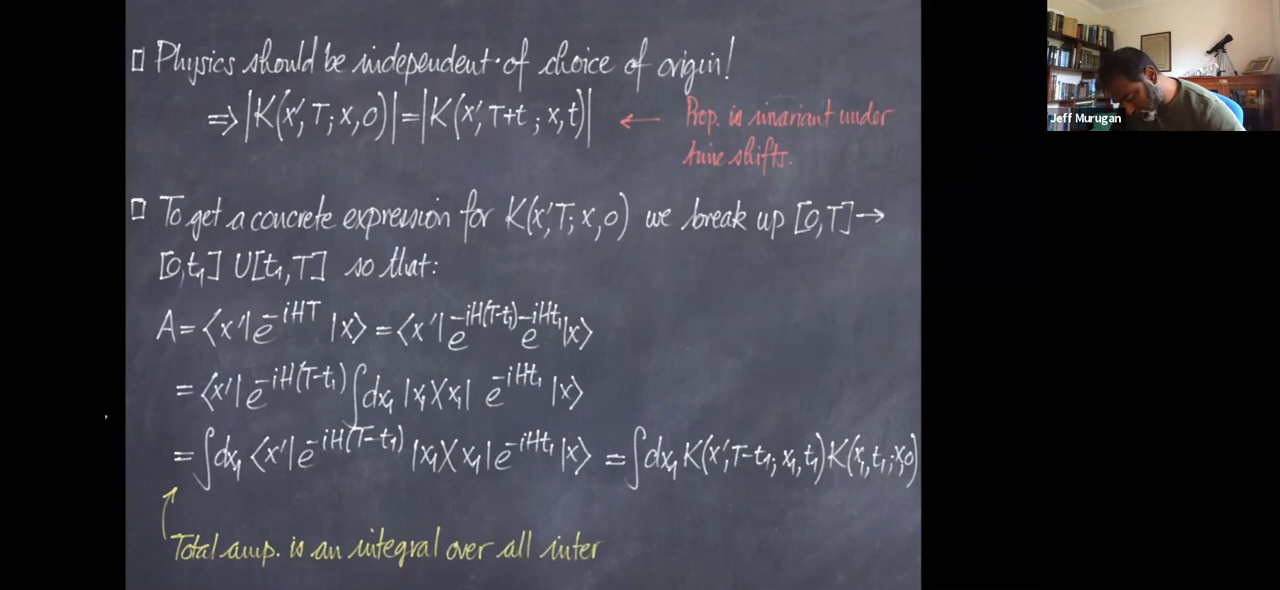 □ Physics should be independent of choice of origin!
⇒ |K(x', T; x, 0)| = |K(x', T+t ; x, t)| ← Prop. is invariant under
time shifts.
□ To get a concrete expression for K(x', T; x, 0) we break up [0,T] →
[0,t₁] U [t₁,T] so that:
A = ⟨x'| e^{-iHT} |x⟩ = ⟨x'| e^{-iH(T-t₁)} e^{-iHt₁} |x⟩
= ⟨x'| e^{-iH(T-t₁)} ∫dx₁ |x₁⟩⟨x₁| e^{-iHt₁} |x⟩
= ∫dx₁ ⟨x'| e^{-iH(T-t₁)} |x₁⟩⟨x₁| e^{-iHt₁} |x⟩ = ∫dx₁ K(x', T-t₁; x₁, t₁) K(x₁, t₁; x, 0)
Total amp. is an integral over all inter
Jeff Murugan